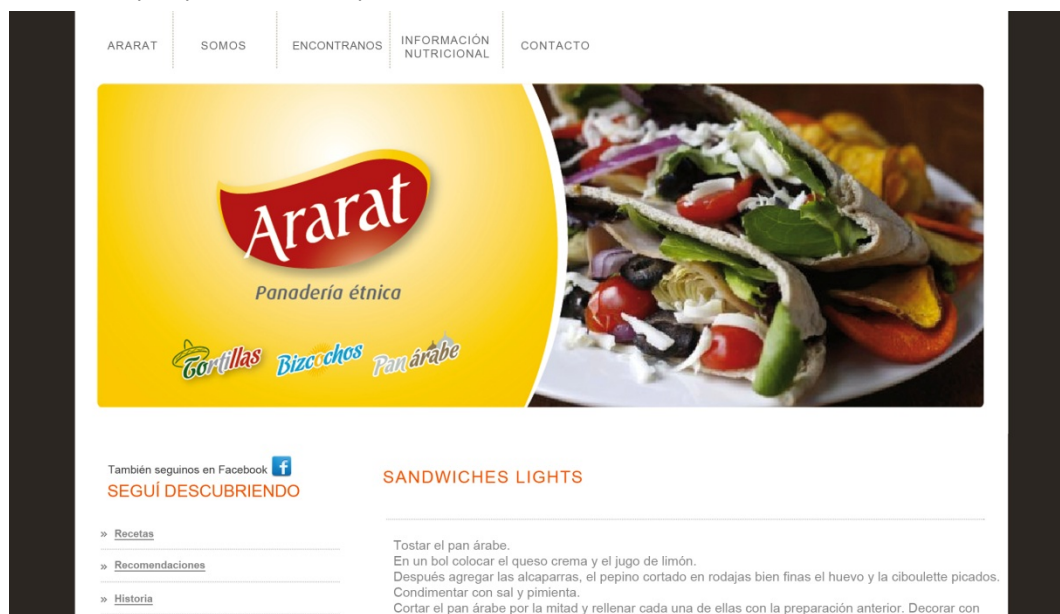 ARARAT
SOMOS
ENCONTRANOS
INFORMACIÓN
NUTRICIONAL
CONTACTO
Ararat
Panadería étnica
Tortillas
Bizcochos
Pan árabe
También seguinos en Facebook f
SEGUÍ DESCUBRIENDO
» Recetas
» Recomendaciones
» Historia
SANDWICHES LIGHTS
Tostar el pan árabe.
En un bol colocar el queso crema y el jugo de limón.
Después agregar las alcaparras, el pepino cortado en rodajas bien finas el huevo y la ciboulette picados.
Condimentar con sal y pimienta.
Cortar el pan árabe por la mitad y rellenar cada una de ellas con la preparación anterior. Decorar con